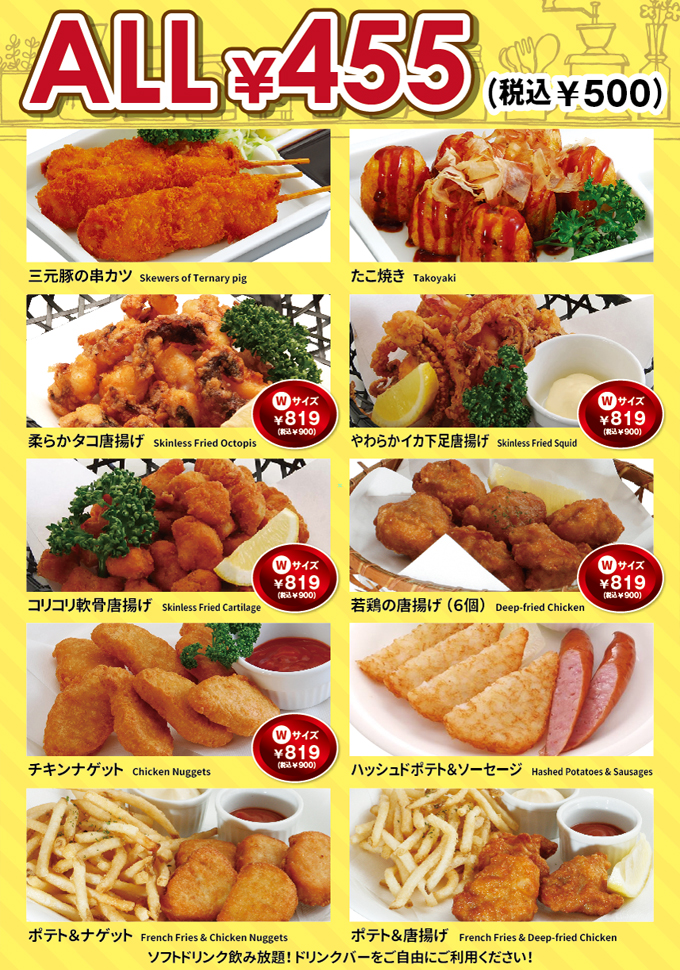 ALL ¥455 (税込¥500)
三元豚の串カツ Skewers of Ternary pig
たこ焼き Takoyaki
Wサイズ
¥819
(税込¥900)
柔らかタコ唐揚げ Skinless Fried Octopis
Wサイズ
¥819
(税込¥900)
やわらかイカ下足唐揚げ Skinless Fried Squid
Wサイズ
¥819
(税込¥900)
コリコリ軟骨唐揚げ Skinless Fried Cartilage
Wサイズ
¥819
(税込¥900)
若鶏の唐揚げ(6個) Deep-fried Chicken
Wサイズ
¥819
(税込¥900)
チキンナゲット Chicken Nuggets
ハッシュドポテト&ソーセージ Hashed Potatoes & Sausages
ポテト&ナゲット French Fries & Chicken Nuggets
ポテト&唐揚げ French Fries & Deep-fried Chicken
ソフトドリンク飲み放題!ドリンクバーをご自由にご利用ください!